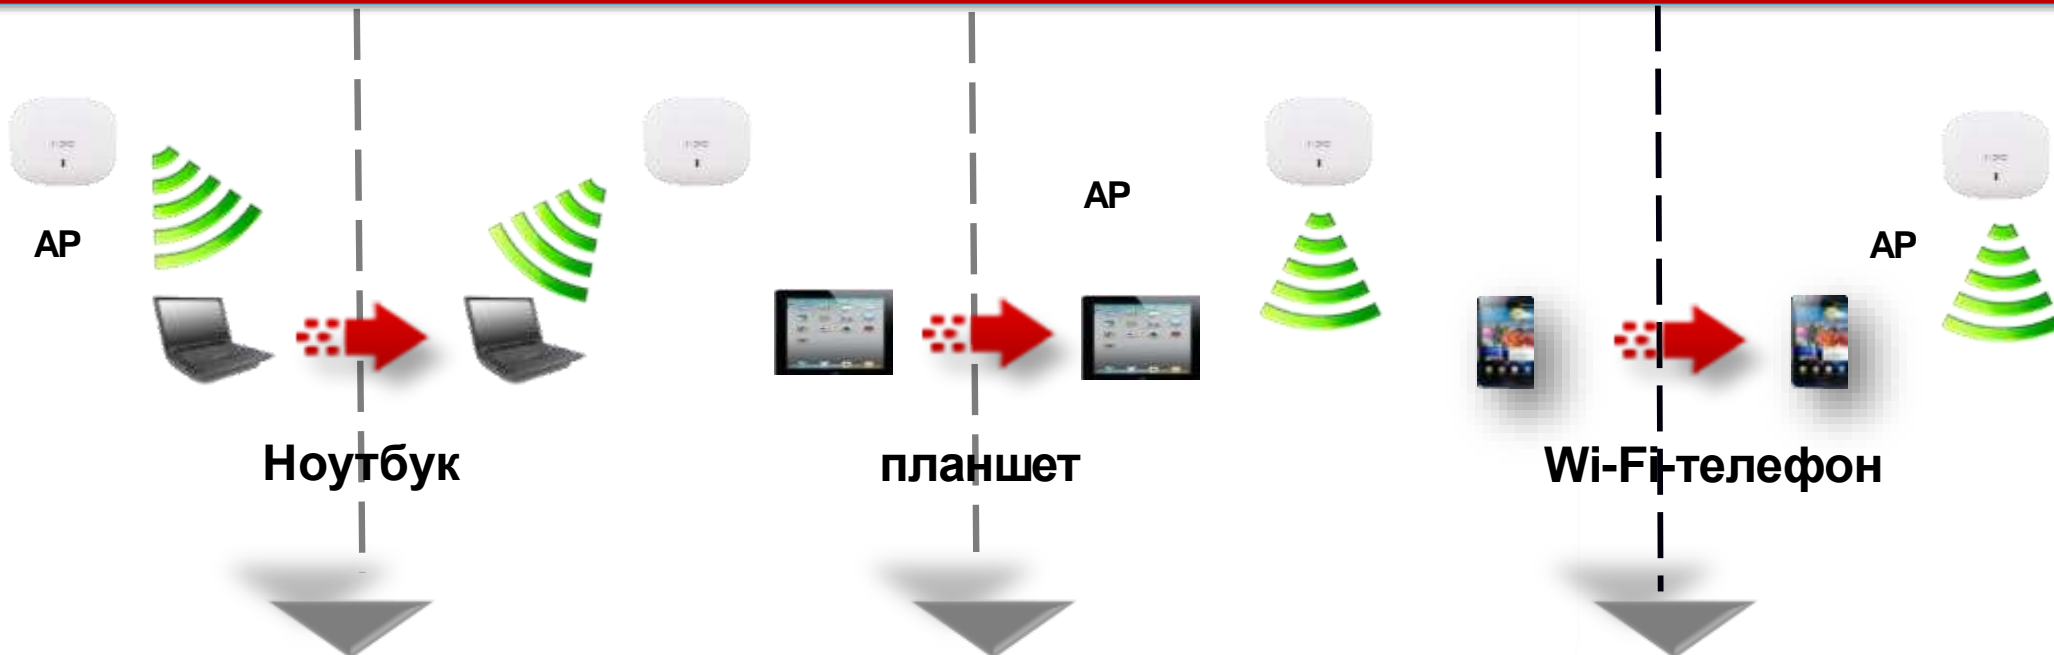 AP
AP
AP
Ноутбук
планшет
Wi-Fi-телефон